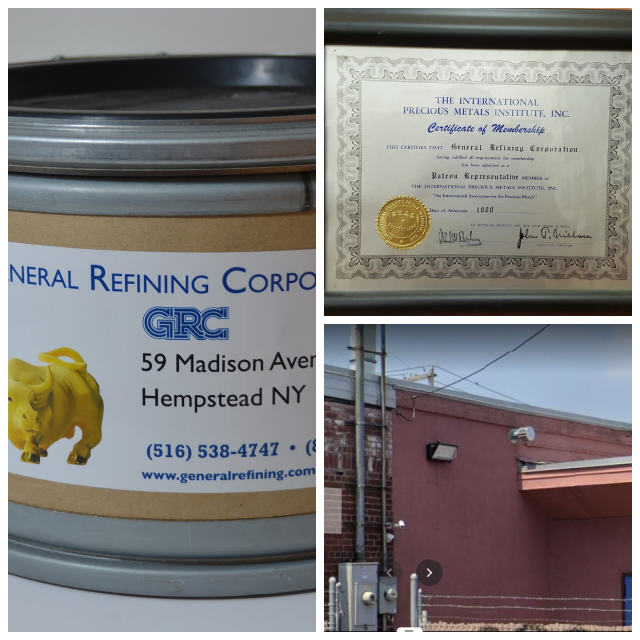 NERAL REFINING CORPO
GRC
59 Madison Aven
Hempstead NY
(516) 538-4747 • (8
www.generalrefining.com
THE INTERNATIONAL
PRECIOUS METALS INSTITUTE, INC.
Certificate of Membership
THIS CERTIFIES THAT General Refining Corporation
having fulfilled all requirements for membership
has been admitted as a
Patron Representative MEMBER of
THE INTERNATIONAL PRECIOUS METALS INSTITUTE, INC.
"An International Association for the Precious Metals"
Date of Admission